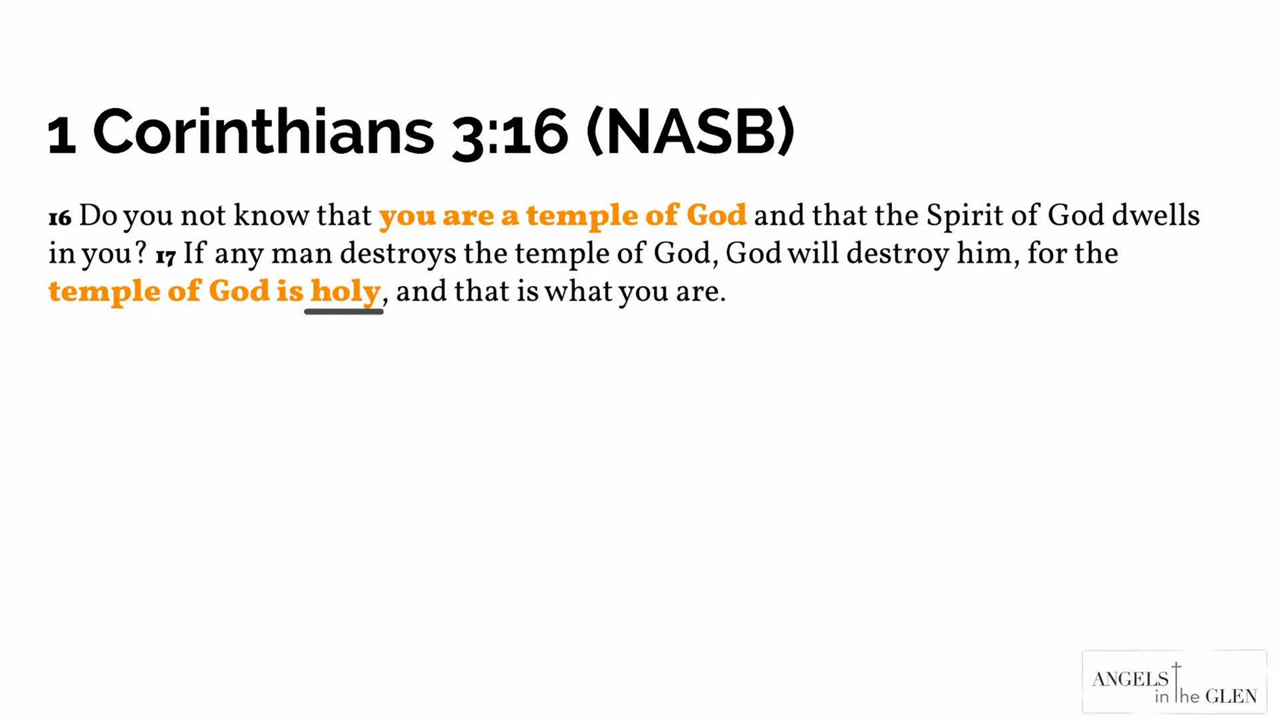 1 Corinthians 3:16 (NASB)
16 Do you not know that you are a temple of God and that the Spirit of God dwells
in you? 17 If any man destroys the temple of God, God will destroy him, for the
temple of God is holy, and that is what you are.
ANGELS
in the GLEN